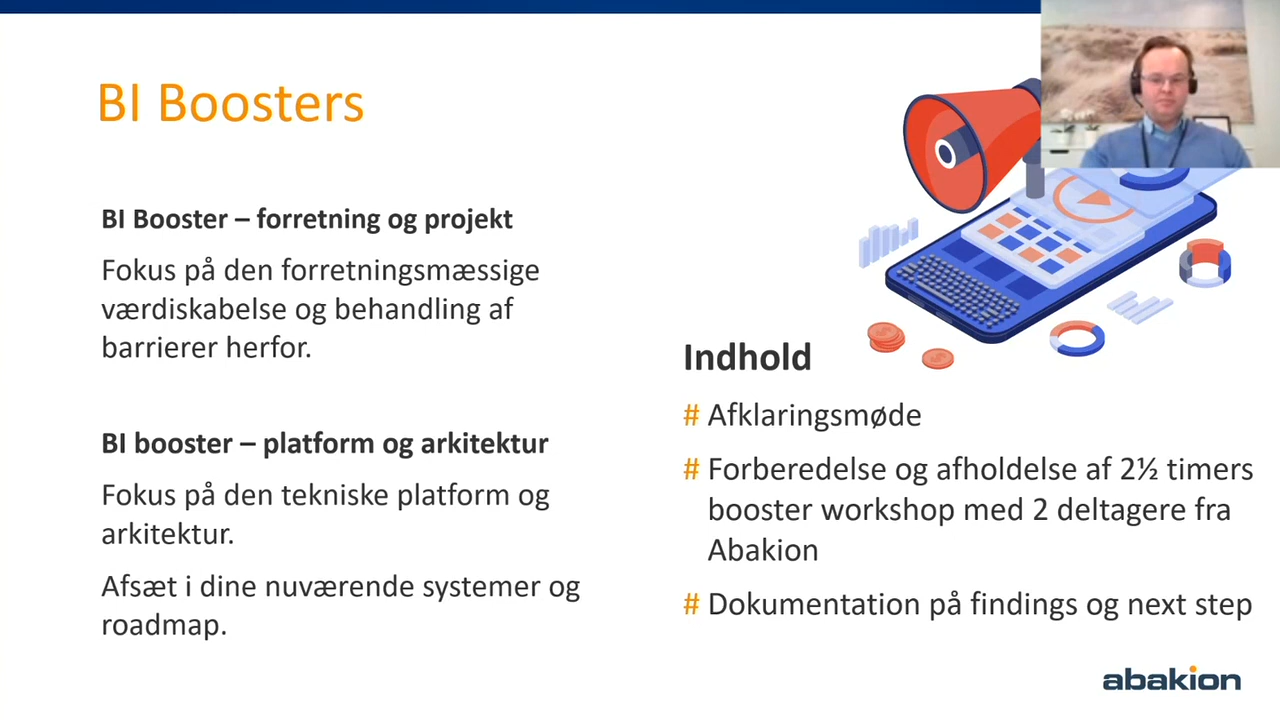 BI Boosters
BI Booster – forretning og projekt
Fokus på den forretningsmæssige
værdiskabelse og behandling af
barrierer herfor.
BI booster – platform og arkitektur
Fokus på den tekniske platform og
arkitektur.
Afsæt i dine nuværende systemer og
roadmap.
Indhold
# Afklaringsmøde
# Forberedelse og afholdelse af 2½ timers
booster workshop med 2 deltagere fra
Abakion
# Dokumentation på findings og next step
abakion